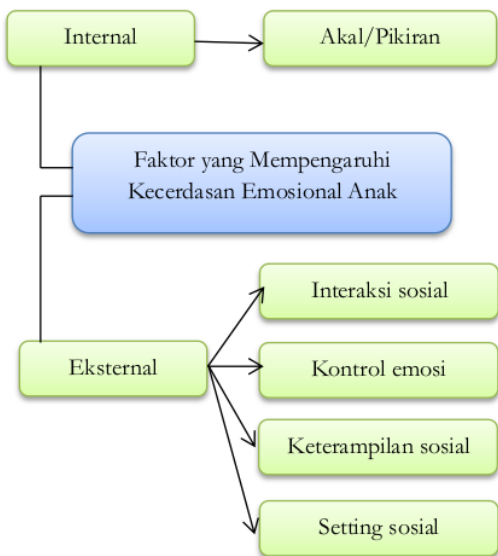 Internal
Akal/Pikiran
Faktor yang Mempengaruhi
Kecerdasan Emosional Anak
Interaksi sosial
Eksternal
Kontrol emosi
Keterampilan sosial
Setting sosial